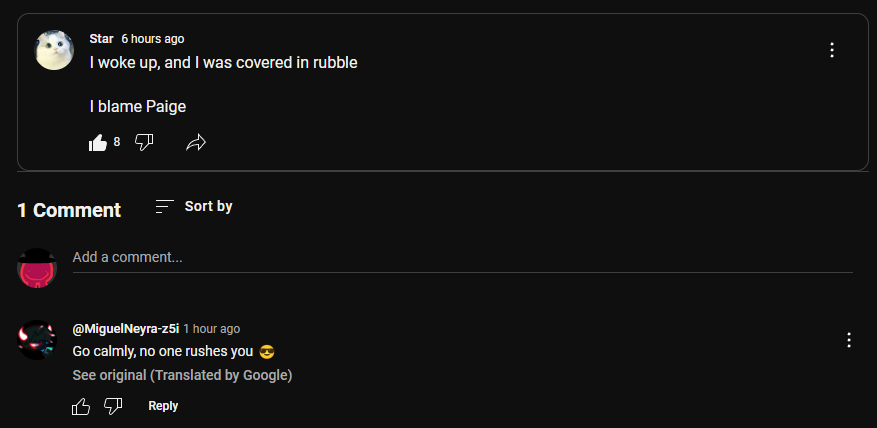 Star 6 hours ago
I woke up, and I was covered in rubble
I blame Paige
8
1 Comment Sort by
Add a comment...
@MiguelNeyra-z5i 1 hour ago
Go calmly, no one rushes you 😎
See original (Translated by Google)
Reply